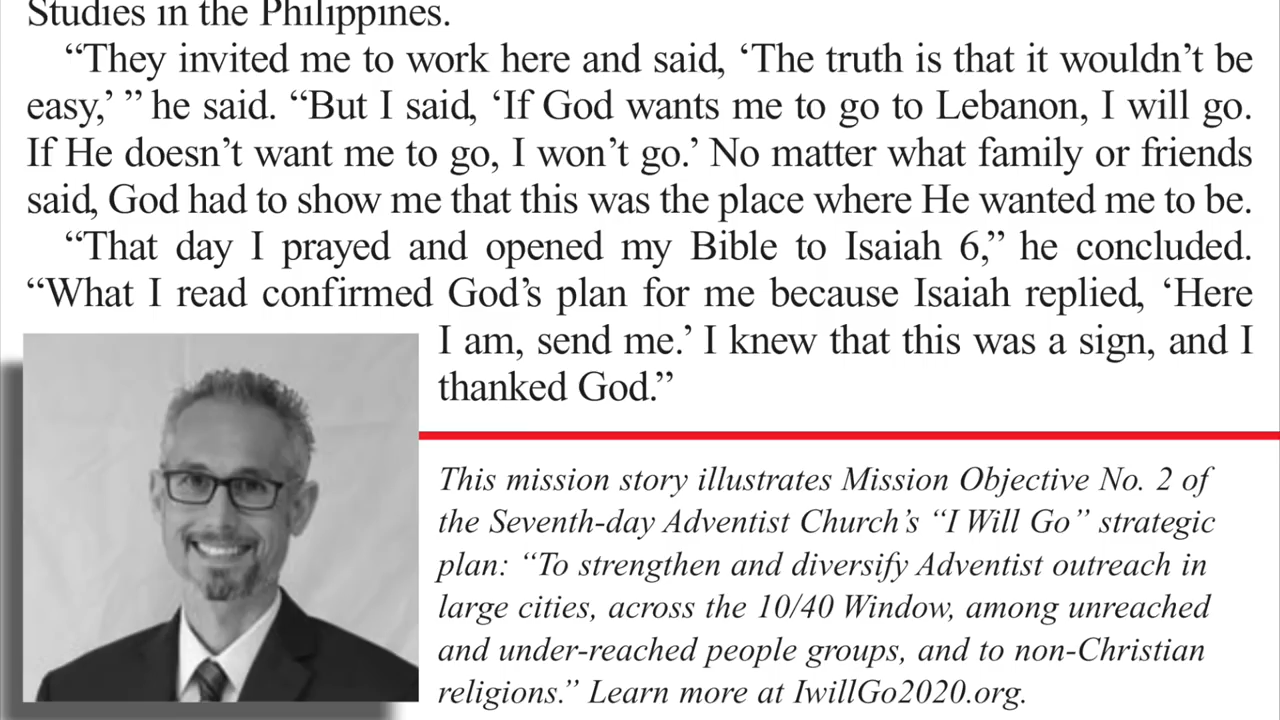 Studies in the Philippines.
“They invited me to work here and said, ‘The truth is that it wouldn’t be
easy,’ ” he said. “But I said, ‘If God wants me to go to Lebanon, I will go.
If He doesn’t want me to go, I won’t go.’ No matter what family or friends
said, God had to show me that this was the place where He wanted me to be.
“That day I prayed and opened my Bible to Isaiah 6,” he concluded.
“What I read confirmed God’s plan for me because Isaiah replied, ‘Here
I am, send me.’ I knew that this was a sign, and I
thanked God.”
This mission story illustrates Mission Objective No. 2 of
the Seventh-day Adventist Church’s “I Will Go” strategic
plan: “To strengthen and diversify Adventist outreach in
large cities, across the 10/40 Window, among unreached
and under-reached people groups, and to non-Christian
religions.” Learn more at IwillGo2020.org.